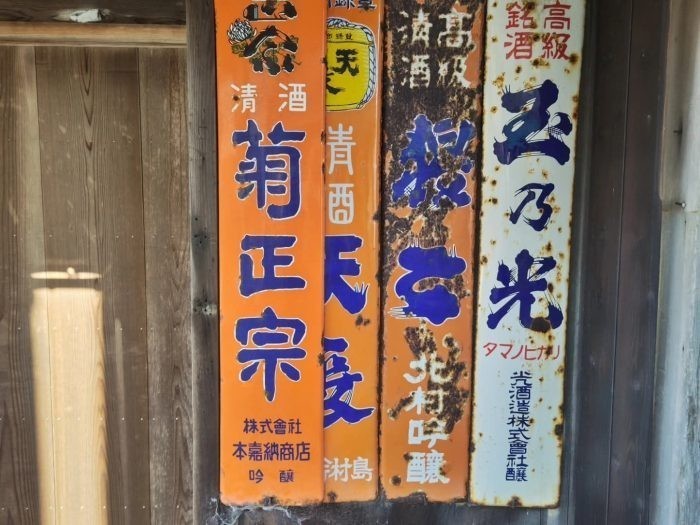 清酒
菊正宗
株式會社
本嘉納商店
吟醸
清酒
天
高級
清酒
北村吟醸
高級
銘酒
玉乃光
タマノヒカリ
光酒造株式會社醸